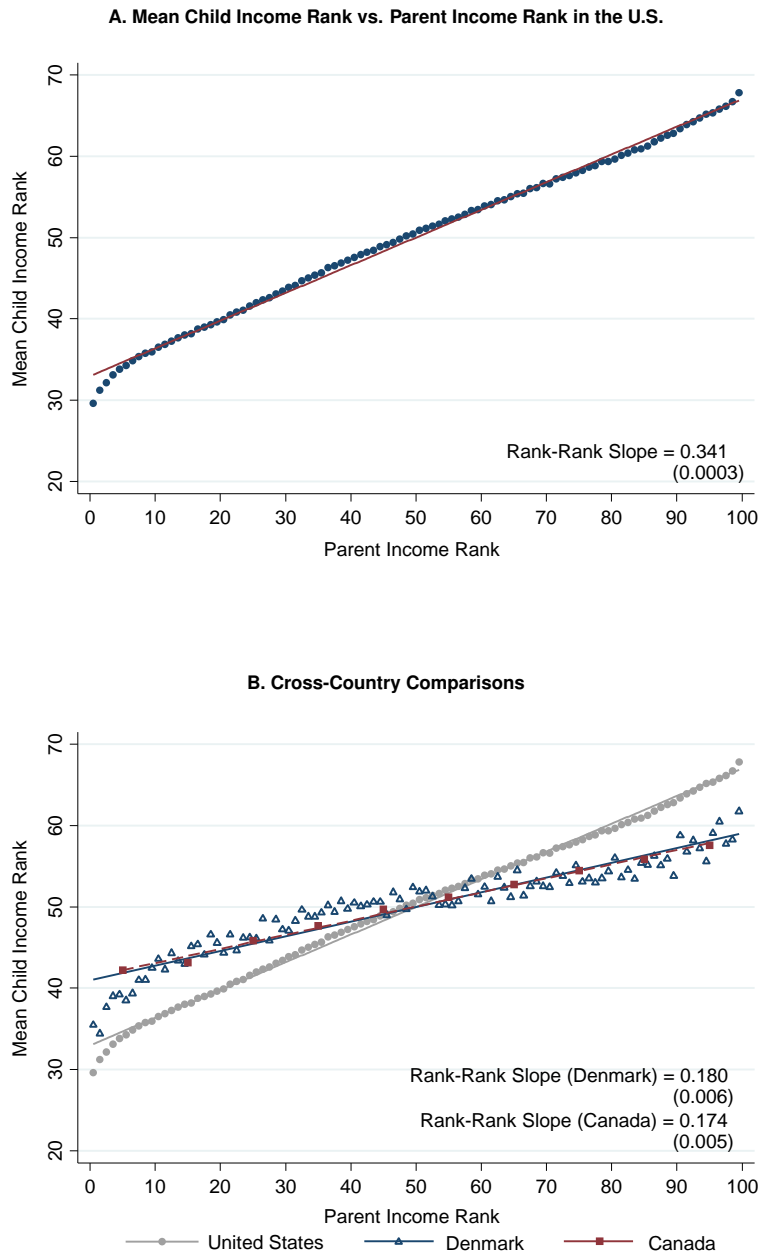 A. Mean Child Income Rank vs. Parent Income Rank in the U.S.
Mean Child Income Rank
70
60
50
40
30
20
Rank-Rank Slope = 0.341
(0.0003)
0 10 20 30 40 50 60 70 80 90 100
Parent Income Rank
B. Cross-Country Comparisons
Mean Child Income Rank
70
60
50
40
30
20
Rank-Rank Slope (Denmark) = 0.180
(0.006)
Rank-Rank Slope (Canada) = 0.174
(0.005)
0 10 20 30 40 50 60 70 80 90 100
Parent Income Rank
United States Denmark Canada